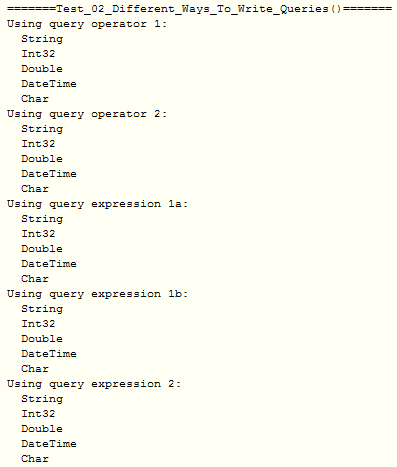 =======Test_02_Different_Ways_To_Write_Queries()=======
Using query operator 1:
  String
  Int32
  Double
  DateTime
  Char
Using query operator 2:
  String
  Int32
  Double
  DateTime
  Char
Using query expression 1a:
  String
  Int32
  Double
  DateTime
  Char
Using query expression 1b:
  String
  Int32
  Double
  DateTime
  Char
Using query expression 2:
  String
  Int32
  Double
  DateTime
  Char